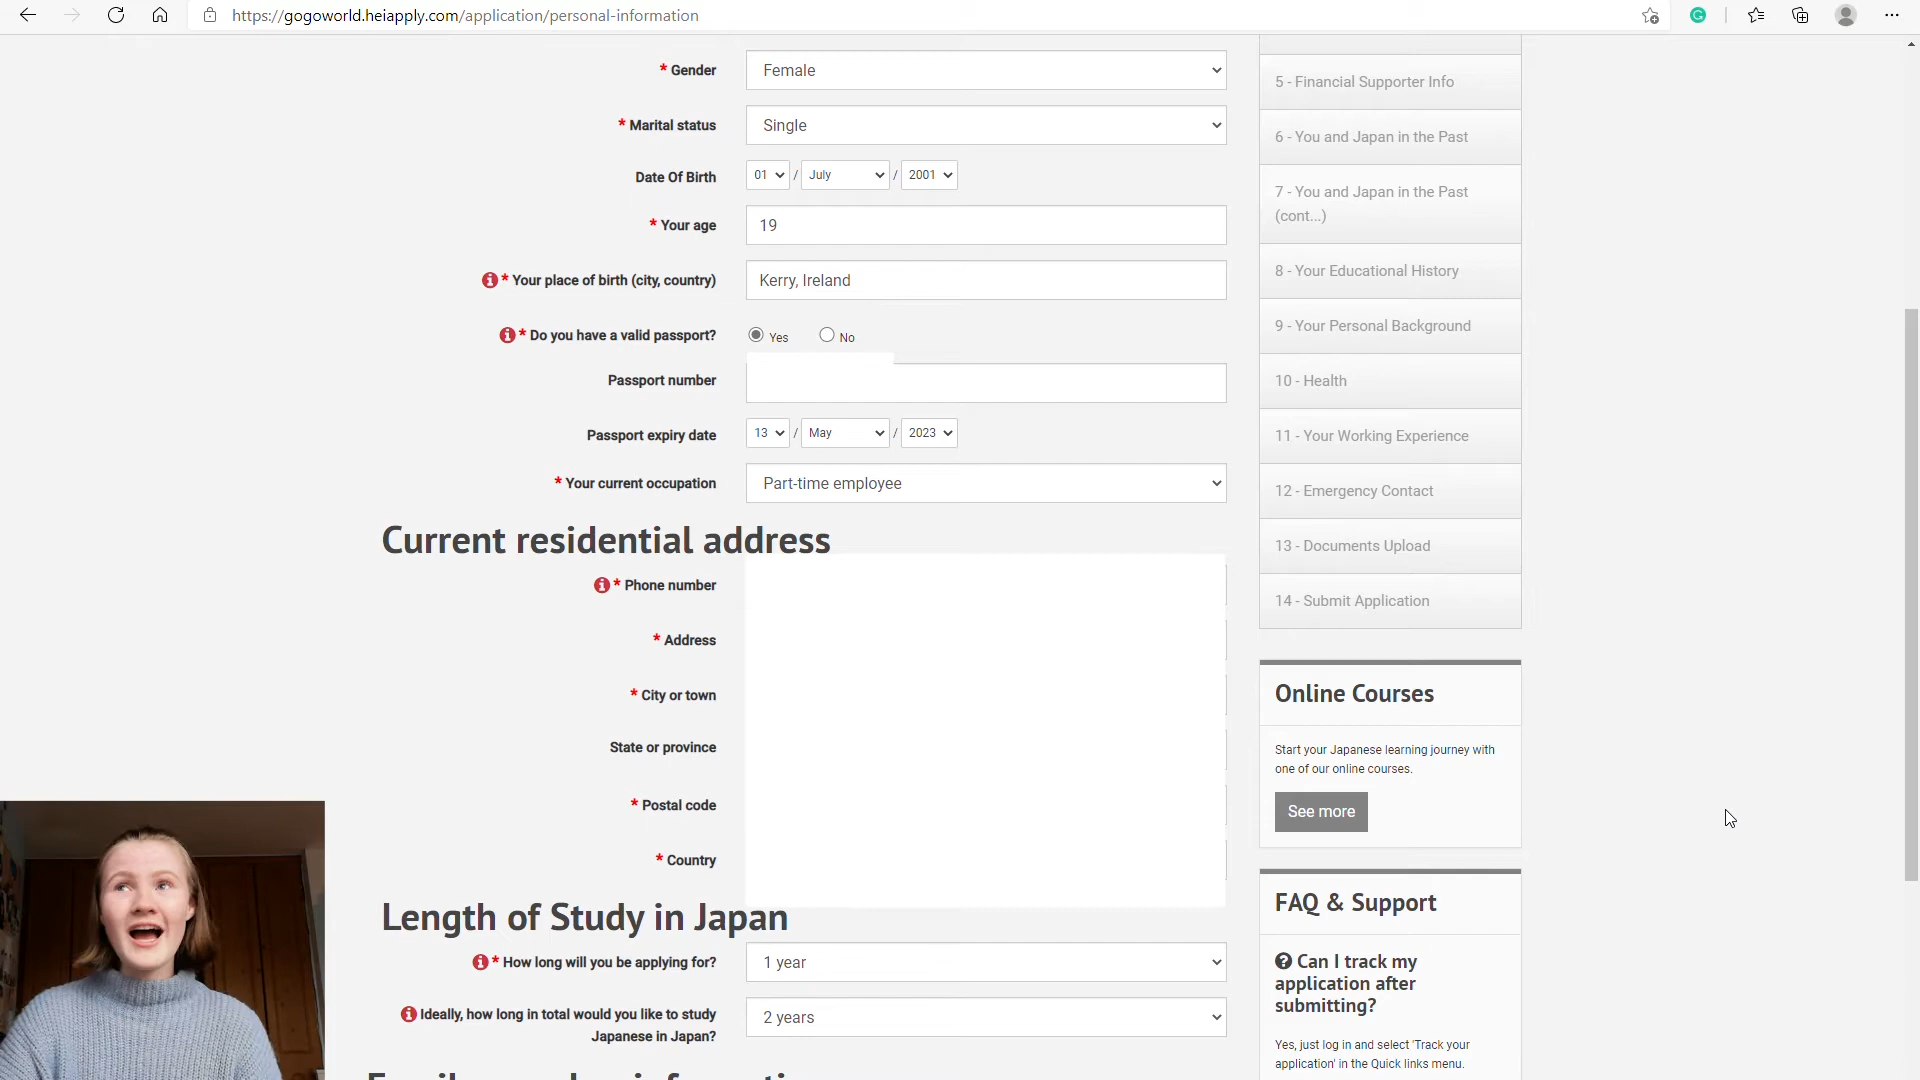 https://gogoworld.heiapply.com/application/personal-information
* Gender
Female
* Marital status
Single
Date Of Birth
01 / July / 2001
* Your age
19
* Your place of birth (city, country)
Kerry, Ireland
* Do you have a valid passport?
Yes No
Passport number
Passport expiry date
13 / May / 2023
* Your current occupation
Part-time employee
Current residential address
* Phone number
* Address
* City or town
State or province
* Postal code
* Country
Length of Study in Japan
* How long will you be applying for?
1 year
Ideally, how long in total would you like to study
Japanese in Japan?
2 years
5 - Financial Supporter Info
6 - You and Japan in the Past
7 - You and Japan in the Past
(cont...)
8 - Your Educational History
9 - Your Personal Background
10 - Health
11 - Your Working Experience
12 - Emergency Contact
13 - Documents Upload
14 - Submit Application
Online Courses
Start your Japanese learning journey with
one of our online courses.
See more
FAQ & Support
Can I track my
application after
submitting?
Yes, just log in and select 'Track your
application' in the Quick links menu.